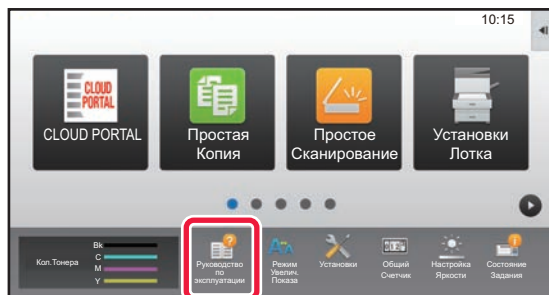 10:15
CLOUD
PORTAL
CLOUD PORTAL
Простая
Копия
Простое
Сканирование
Установки
Лотка
Кол.Тонера
Bk
C
M
Y
Руководство
по
эксплуатации
Режим
Увелич.
Показа
Установки
Общий
Счетчик
Настройка
Яркости
Состояние
Задания